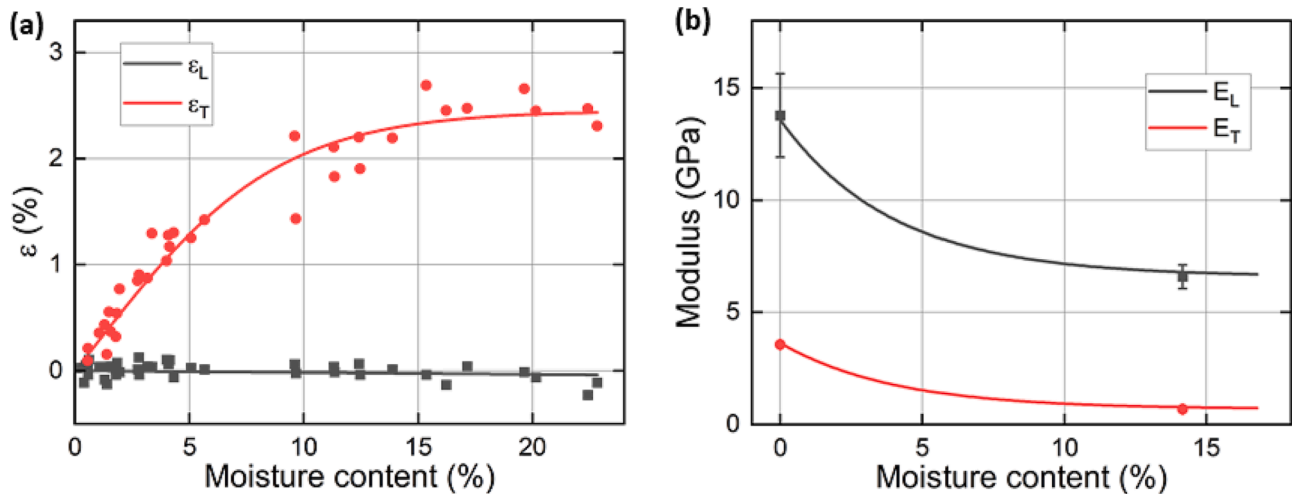 (a)
3
2
1
0
ε (%)
ε_L
ε_T
0 5 10 15 20
Moisture content (%)
(b)
15
10
5
0
Modulus (GPa)
E_L
E_T
0 5 10 15
Moisture content (%)